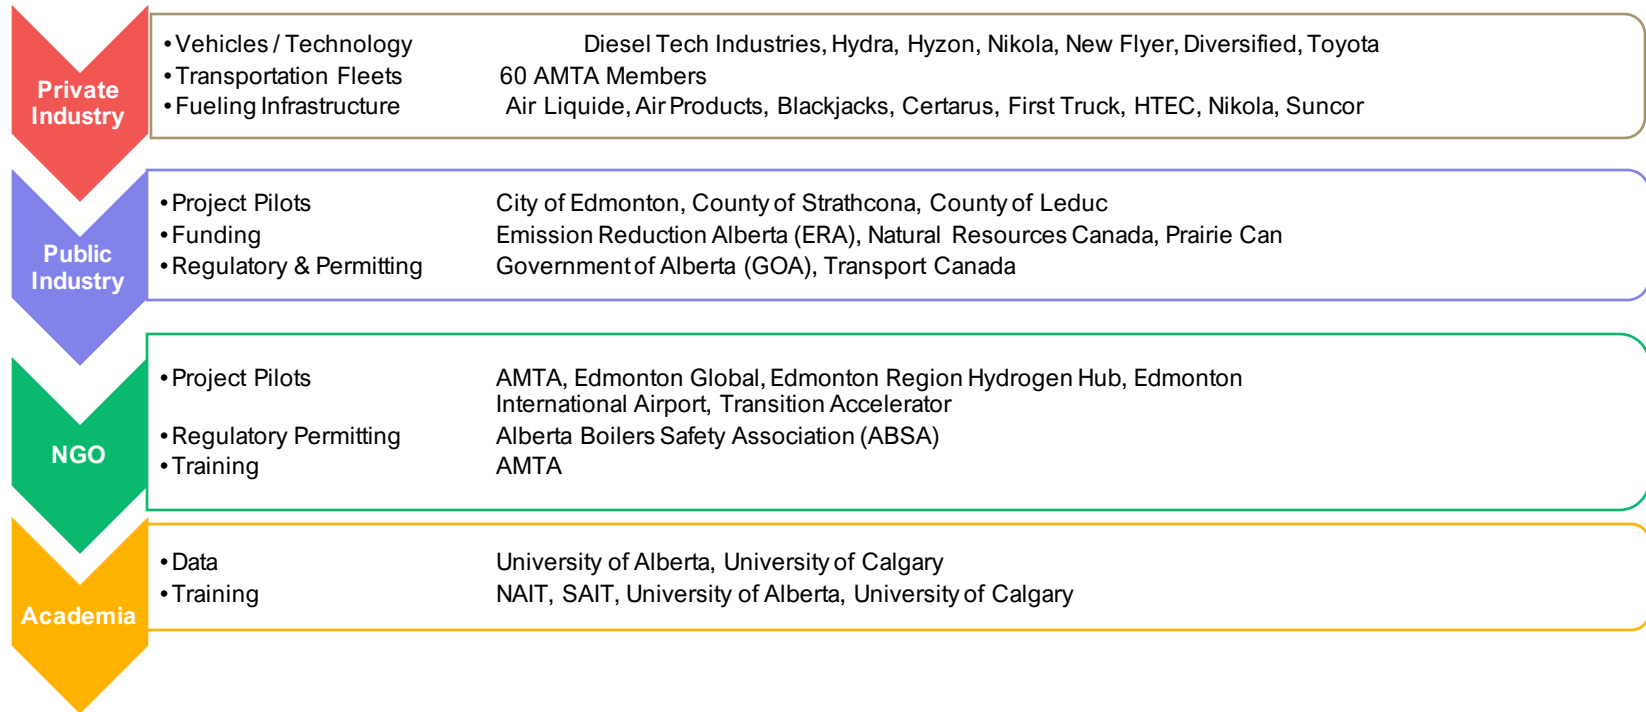 Private
Industry
• Vehicles / Technology Diesel Tech Industries, Hydra, Hyzon, Nikola, New Flyer, Diversified, Toyota
• Transportation Fleets 60 AMTA Members
• Fueling Infrastructure Air Liquide, Air Products, Blackjacks, Certarus, First Truck, HTEC, Nikola, Suncor
Public
Industry
• Project Pilots City of Edmonton, County of Strathcona, County of Leduc
• Funding Emission Reduction Alberta (ERA), Natural Resources Canada, Prairie Can
• Regulatory & Permitting Government of Alberta (GOA), Transport Canada
NGO
• Project Pilots AMTA, Edmonton Global, Edmonton Region Hydrogen Hub, Edmonton
International Airport, Transition Accelerator
• Regulatory Permitting Alberta Boilers Safety Association (ABSA)
• Training AMTA
Academia
• Data University of Alberta, University of Calgary
• Training NAIT, SAIT, University of Alberta, University of Calgary